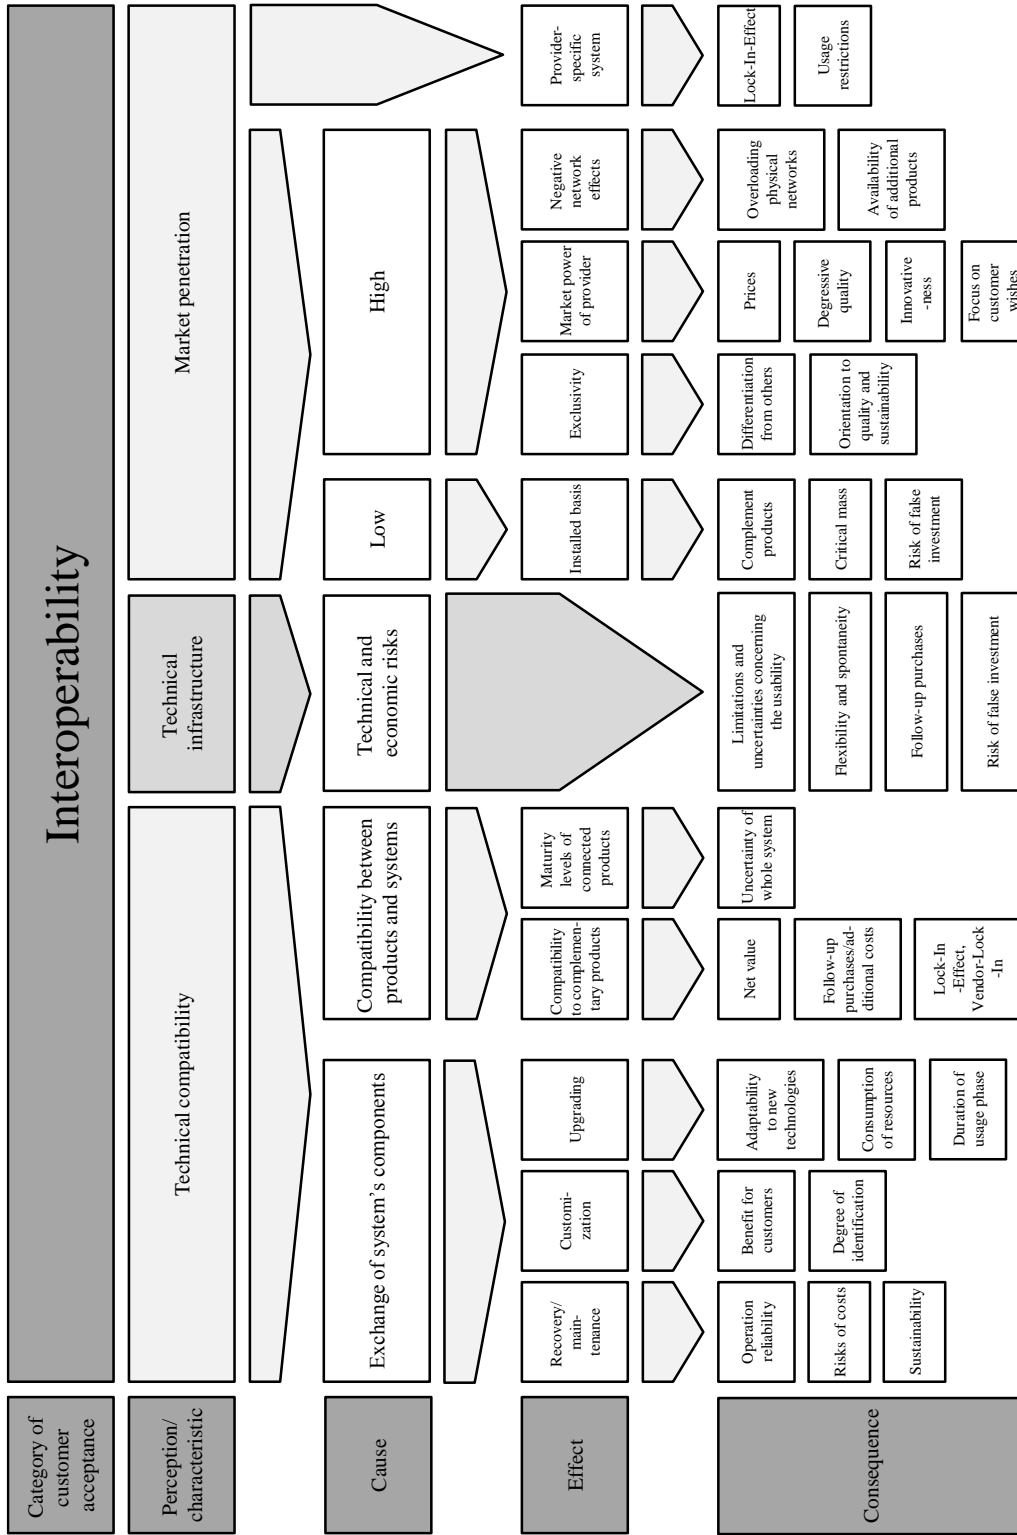 Category of
customer
acceptance
Interoperability
Perception/
characteristic
Technical compatibility
Technical
infrastructure
Market penetration
Cause
Exchange of system's components
Compatibility between
products and systems
Technical and
economic risks
Low
High
Effect
Recovery/
main-
tenance
Customi-
zation
Upgrading
Compatibility
to complemen-
tary products
Maturity
levels of
connected
products
Installed basis
Exclusivity
Market power
of provider
Negative
network
effects
Provider-
specific
system
Consequence
Operation
reliability
Risks of costs
Sustainability
Benefit for
customers
Degree of
identification
Adaptability
to new
technologies
Consumption
of resources
Duration of
usage phase
Net value
Follow-up
purchases/ad-
ditional costs
Lock-In
-Effect,
Vendor-Lock
-In
Uncertainty of
whole system
Limitations and
uncertainties concerning
the usability
Flexibility and spontaneity
Follow-up purchases
Risk of false investment
Complement
products
Critical mass
Risk of false
investment
Differentiation
from others
Orientation to
quality and
sustainability
Prices
Degressive
quality
Innovative
-ness
Focus on
customer
wishes
Overloading
physical
networks
Availability
of additional
products
Lock-In-Effect
Usage
restrictions